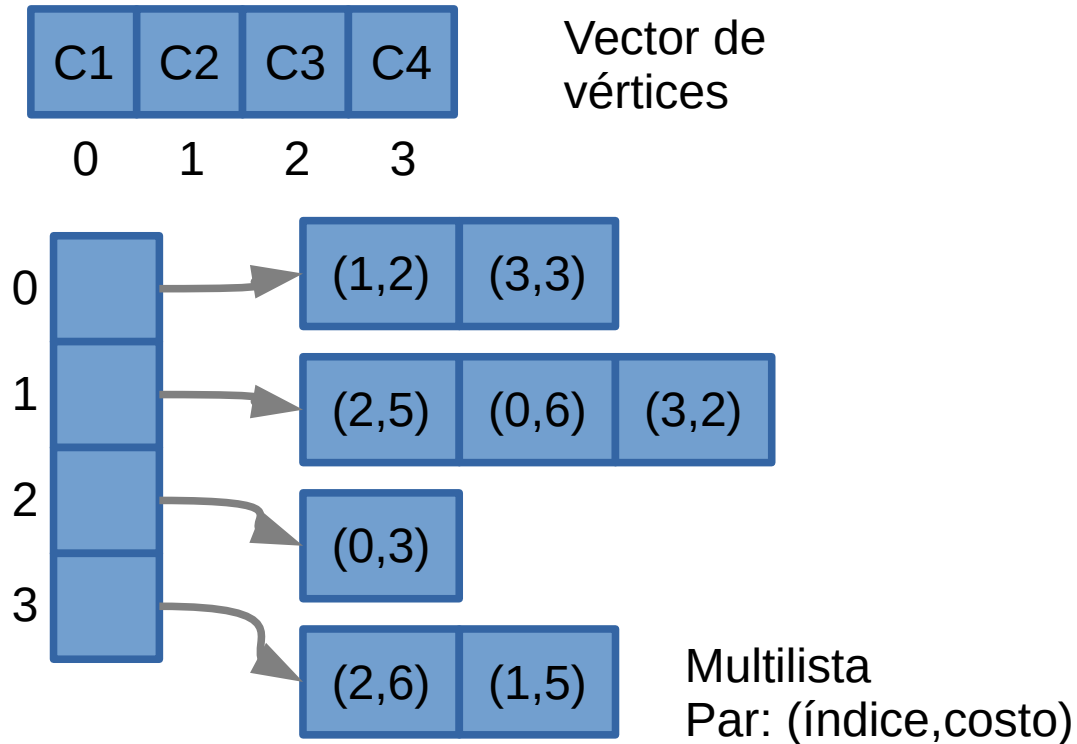 C1 C2 C3 C4
Vector de
vértices
0 1 2 3
0 (1,2) (3,3)
1 (2,5) (0,6) (3,2)
2 (0,3)
3 (2,6) (1,5)
Multilista
Par: (índice,costo)